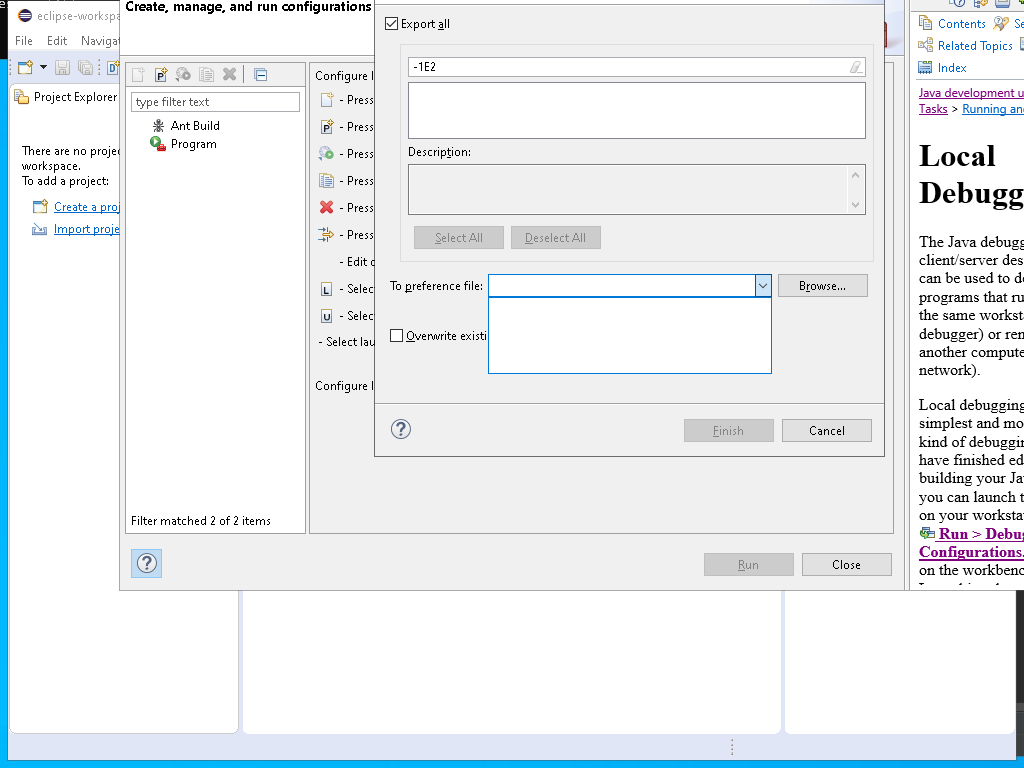 eclipse-workspa
Create, manage, and run configurations
File Edit Navigat
Export all
Contents
Se
Related Topics
Index
Project Explorer
type filter text
Ant Build
Program
Configure l
- Press
- Press
- Press
- Press
- Press
- Press
- Edit c
- Selec
- Selec
- Select lau
Configure l
-1E2
Description:
Select All
Deselect All
To preference file:
Browse...
Overwrite existi
Finish
Cancel
There are no projec
workspace.
To add a project:
Create a proj
Import proje
Filter matched 2 of 2 items
Run
Close
Java development u
Tasks > Running and
Local
Debugg
The Java debugg
client/server des
can be used to de
programs that ru
the same worksta
debugger) or rem
another compute
network).
Local debugging
simplest and mo
kind of debuggin
have finished ed
building your Jav
you can launch t
on your worksta
Run > Debug
Configurations.
on the workbenc